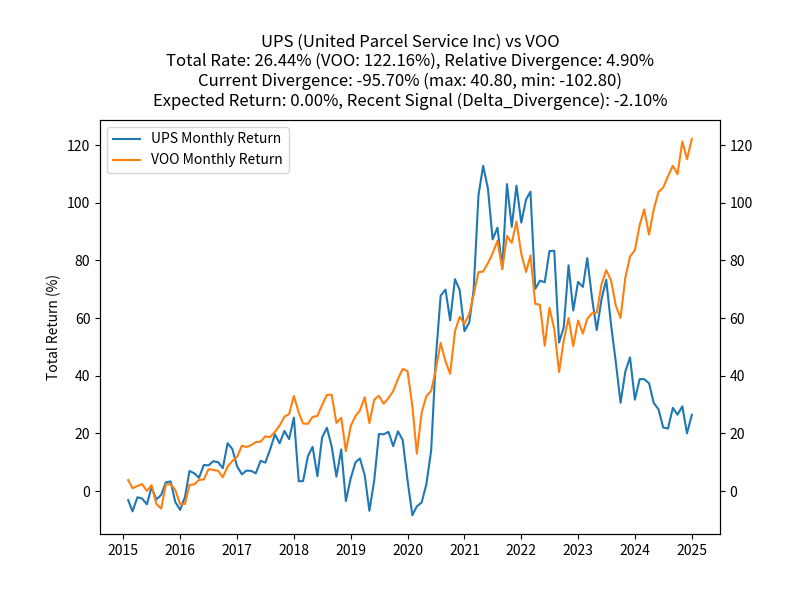 UPS (United Parcel Service Inc) vs VOO
Total Rate: 26.44% (VOO: 122.16%), Relative Divergence: 4.90%
Current Divergence: -95.70% (max: 40.80, min: -102.80)
Expected Return: 0.00%, Recent Signal (Delta_Divergence): -2.10%
UPS Monthly Return
VOO Monthly Return
Total Return (%)
120 120
100 100
80 80
60 60
40 40
20 20
0 0
2015 2016 2017 2018 2019 2020 2021 2022 2023 2024 2025